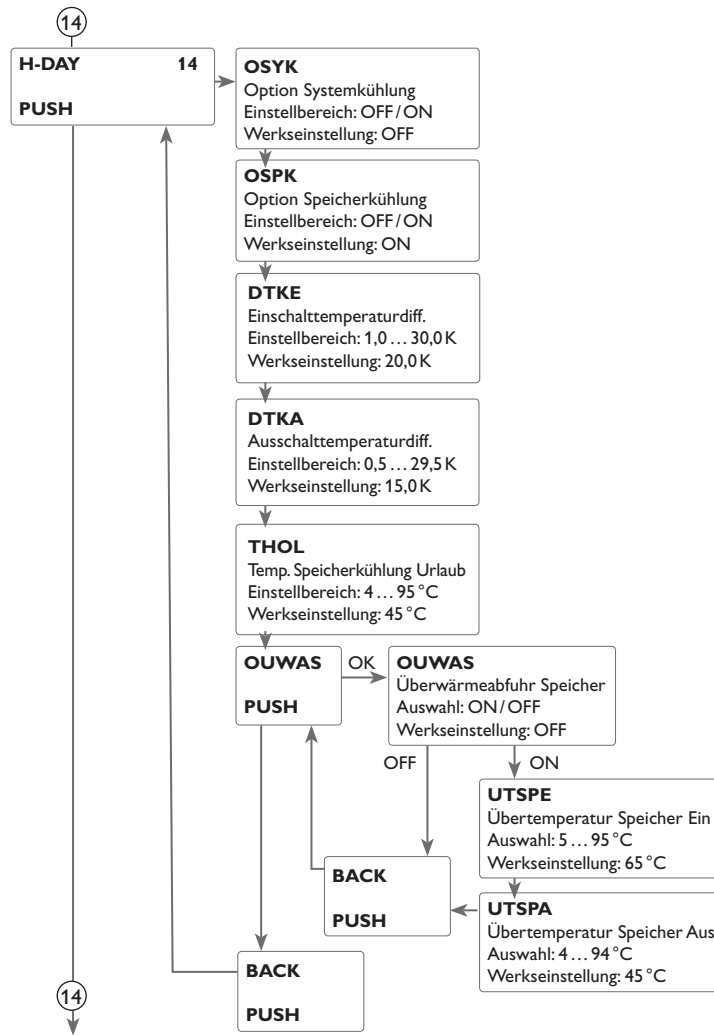 14
H-DAY 14
PUSH
OSYK
Option Systemkühlung
Einstellbereich: OFF/ON
Werkseinstellung: OFF
OSPK
Option Speicherkühlung
Einstellbereich: OFF/ON
Werkseinstellung: ON
DTKE
Einschalttemperaturdiff.
Einstellbereich: 1,0 … 30,0 K
Werkseinstellung: 20,0 K
DTKA
Ausschalttemperaturdiff.
Einstellbereich: 0,5 … 29,5 K
Werkseinstellung: 15,0 K
THOL
Temp. Speicherkühlung Urlaub
Einstellbereich: 4 … 95 °C
Werkseinstellung: 45 °C
OUWAS
PUSH
OK
OUWAS
Überwärmeabfuhr Speicher
Auswahl: ON/OFF
Werkseinstellung: OFF
OFF
ON
UTSPE
Übertemperatur Speicher Ein
Auswahl: 5 … 95 °C
Werkseinstellung: 65 °C
UTSPA
Übertemperatur Speicher Aus
Auswahl: 4 … 94 °C
Werkseinstellung: 45 °C
BACK
PUSH
BACK
PUSH
14